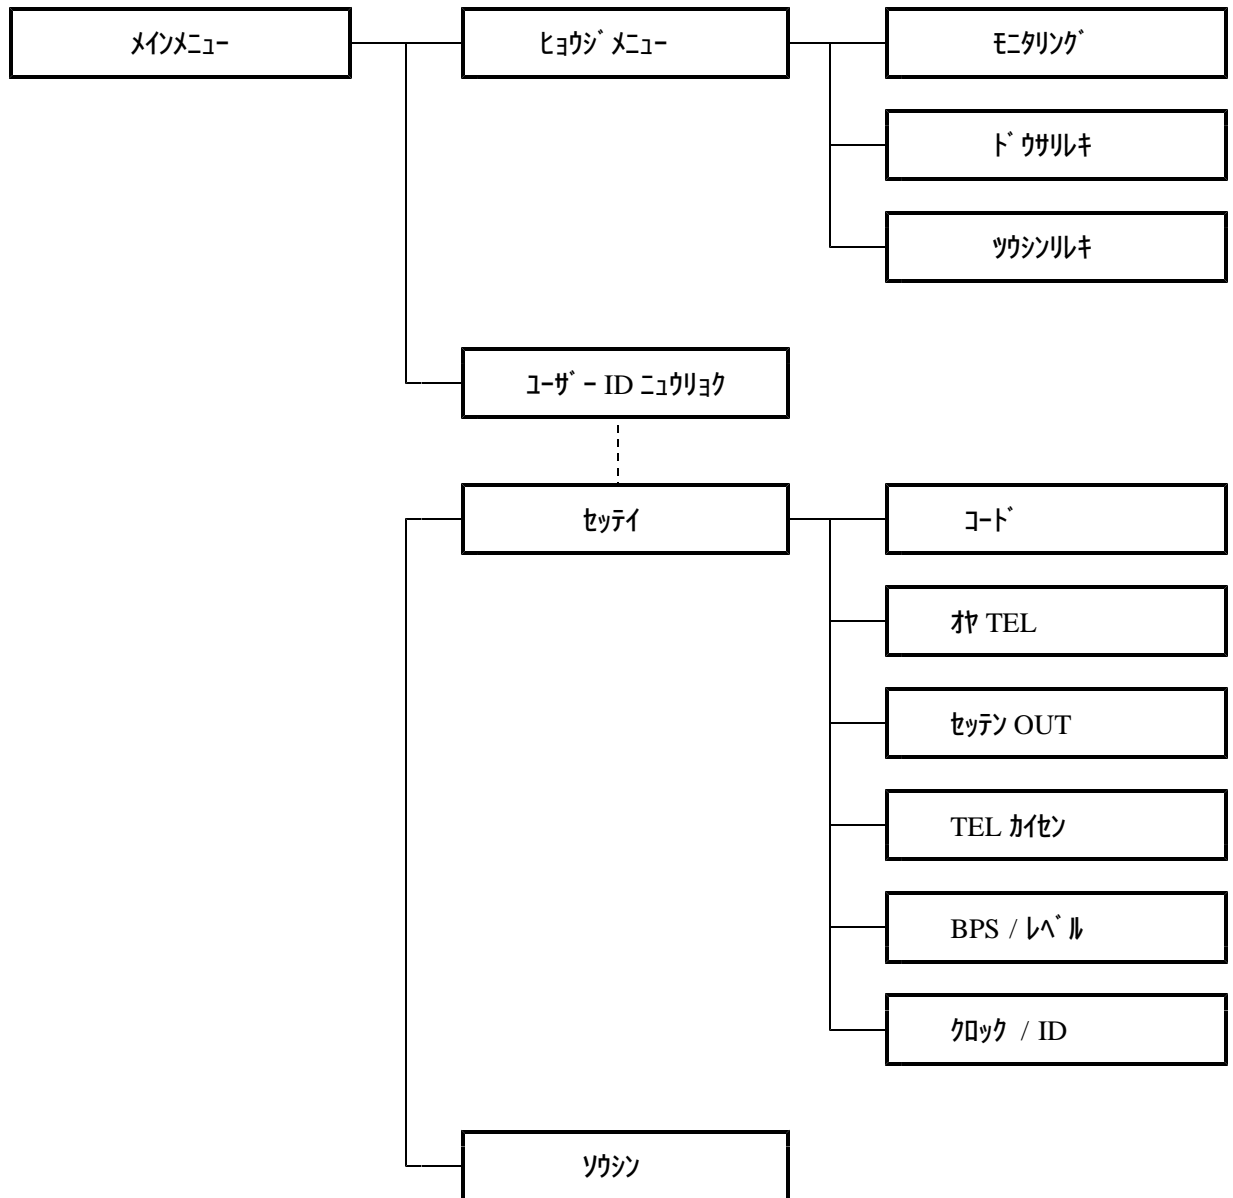 ﾒｲﾝﾒﾆｭｰ
ﾋｮｳｼﾞﾒﾆｭｰ
ﾓﾆﾀﾘﾝｸﾞ
ﾄﾞｳｻﾘﾚｷ
ﾂｳｼﾝﾘﾚｷ
ﾕｰｻﾞｰ ID ﾆｭｳﾘｮｸ
ｾｯﾃｲ
ｺｰﾄﾞ
ｵﾔ TEL
ｾｯﾃﾝ OUT
TEL ｶｲｾﾝ
BPS / ﾚﾍﾞﾙ
ｸﾛｯｸ / ID
ｿｳｼﾝ